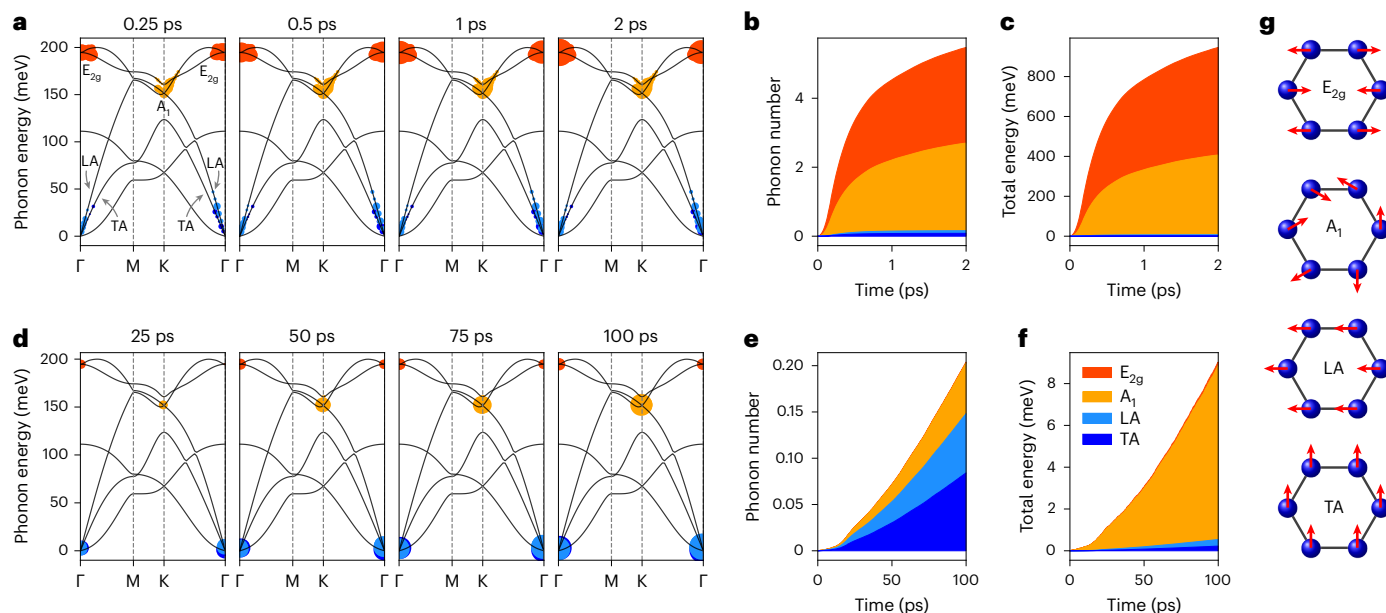 a
0.25 ps
0.5 ps
1 ps
2 ps
Phonon energy (meV)
200
150
100
50
0
E2g
E2g
A1
LA
LA
TA
TA
Γ M K Γ
Γ M K Γ
Γ M K Γ
Γ M K Γ
b
Phonon number
4
2
0
0 1 2
Time (ps)
c
Total energy (meV)
800
600
400
200
0
0 1 2
Time (ps)
d
25 ps
50 ps
75 ps
100 ps
Phonon energy (meV)
200
150
100
50
0
Γ M K Γ
Γ M K Γ
Γ M K Γ
Γ M K Γ
e
Phonon number
0.20
0.15
0.10
0.05
0
0 50 100
Time (ps)
f
Total energy (meV)
8
6
4
2
0
E2g
A1
LA
TA
0 50 100
Time (ps)
g
E2g
A1
LA
TA